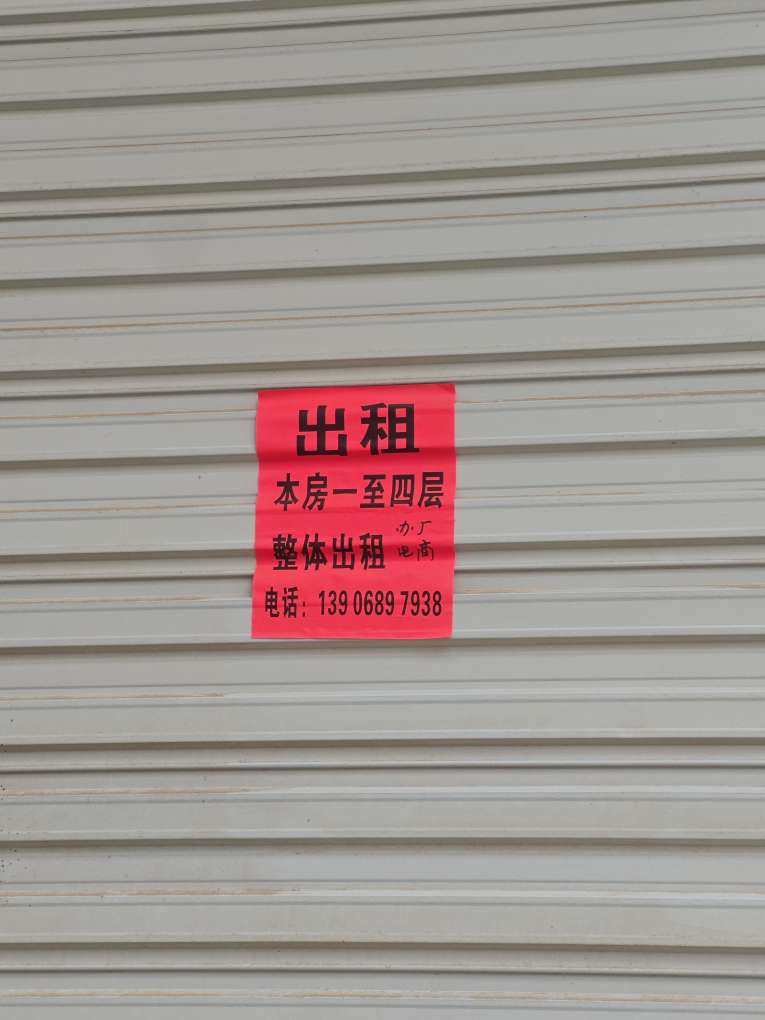 出租
本房一至四层
整体出租
办厂
电商
电话：139 0689 7938